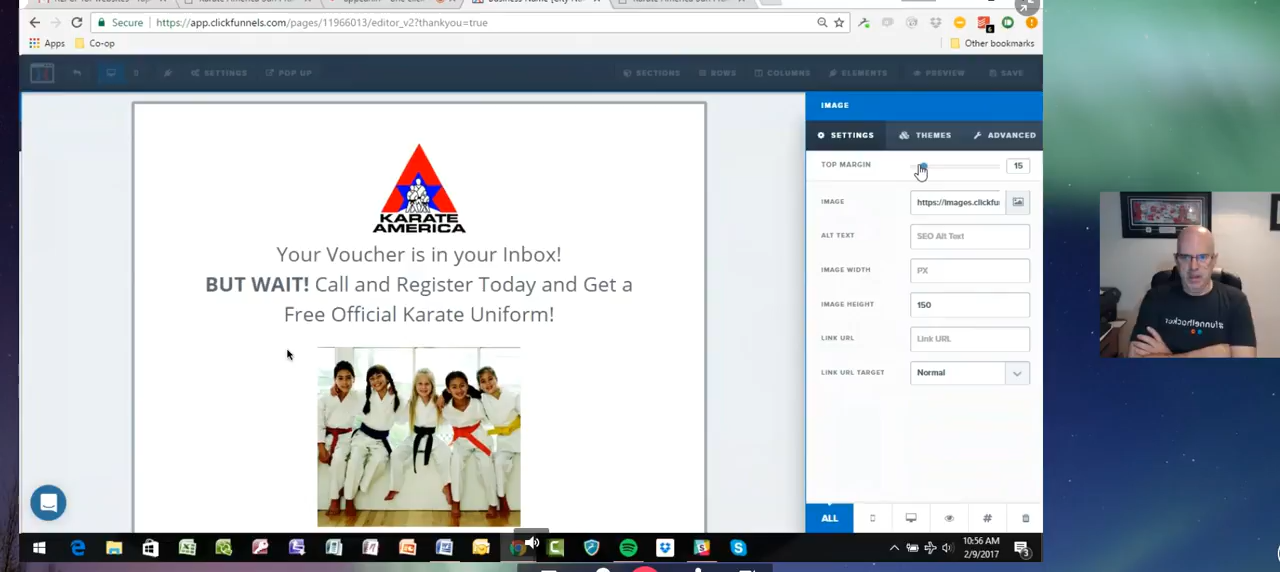 Secure https://app.clickfunnels.com/pages/11966013/editor_v2?thankyou=true
Apps Co-op Other bookmarks
SETTINGS POP UP SECTIONS ROWS COLUMNS ELEMENTS PREVIEW SAVE
IMAGE
SETTINGS THEMES ADVANCED
TOP MARGIN 15
IMAGE https://images.clickfu
ALT TEXT SEO Alt Text
IMAGE WIDTH PX
IMAGE HEIGHT 150
LINK URL Link URL
LINK URL TARGET Normal
ALL
KARATE
AMERICA
Your Voucher is in your Inbox!
BUT WAIT! Call and Register Today and Get a
Free Official Karate Uniform!
#funnelhacker
10:56 AM
2/9/2017